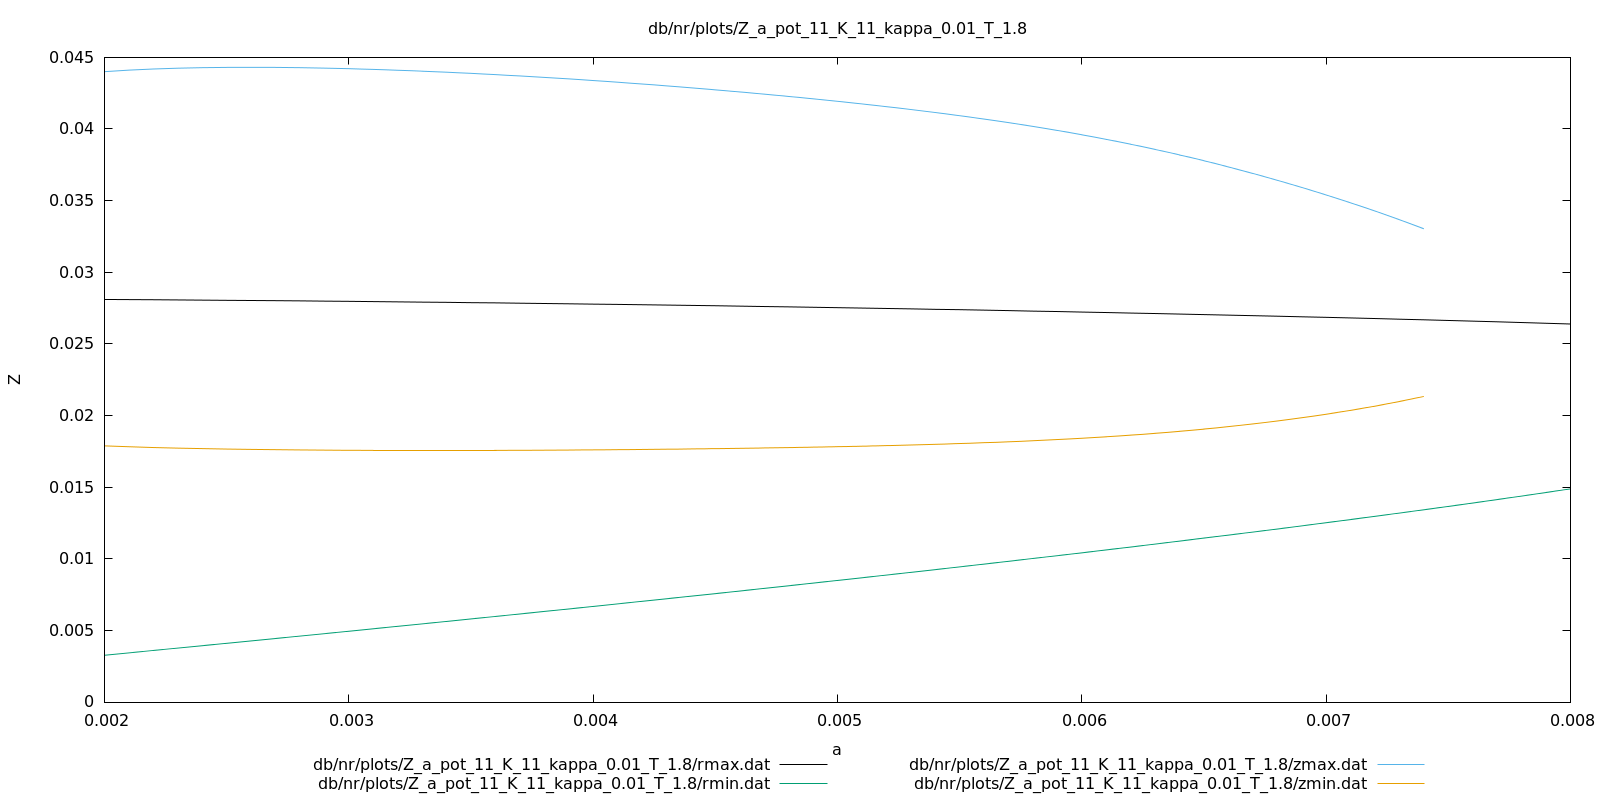 db/nr/plots/Z_a_pot_11_K_11_kappa_0.01_T_1.8
0.045
0.04
0.035
0.03
0.025
Z
0.02
0.015
0.01
0.005
0
0.002 0.003 0.004 0.005 0.006 0.007 0.008
a
db/nr/plots/Z_a_pot_11_K_11_kappa_0.01_T_1.8/rmax.dat db/nr/plots/Z_a_pot_11_K_11_kappa_0.01_T_1.8/zmax.dat
db/nr/plots/Z_a_pot_11_K_11_kappa_0.01_T_1.8/rmin.dat db/nr/plots/Z_a_pot_11_K_11_kappa_0.01_T_1.8/zmin.dat